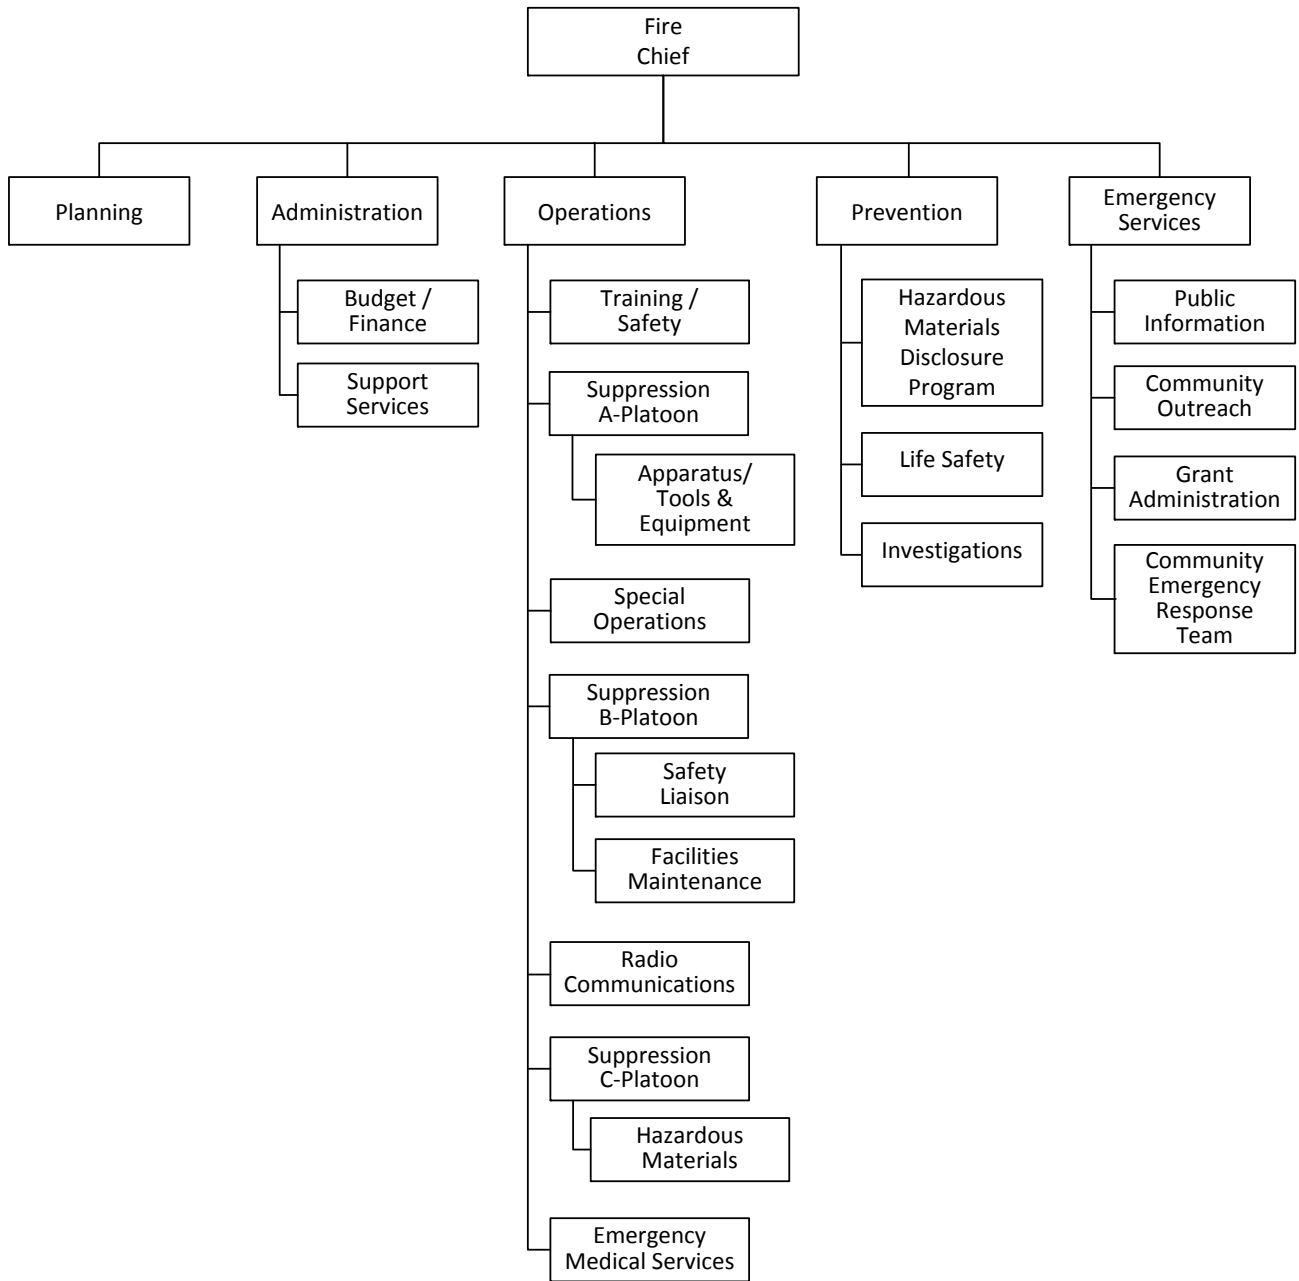 Fire
Chief
Planning
Administration
Operations
Prevention
Emergency
Services
Budget /
Finance
Support
Services
Training /
Safety
Suppression
A-Platoon
Apparatus/
Tools &
Equipment
Special
Operations
Suppression
B-Platoon
Safety
Liaison
Facilities
Maintenance
Radio
Communications
Suppression
C-Platoon
Hazardous
Materials
Emergency
Medical Services
Hazardous
Materials
Disclosure
Program
Life Safety
Investigations
Public
Information
Community
Outreach
Grant
Administration
Community
Emergency
Response
Team